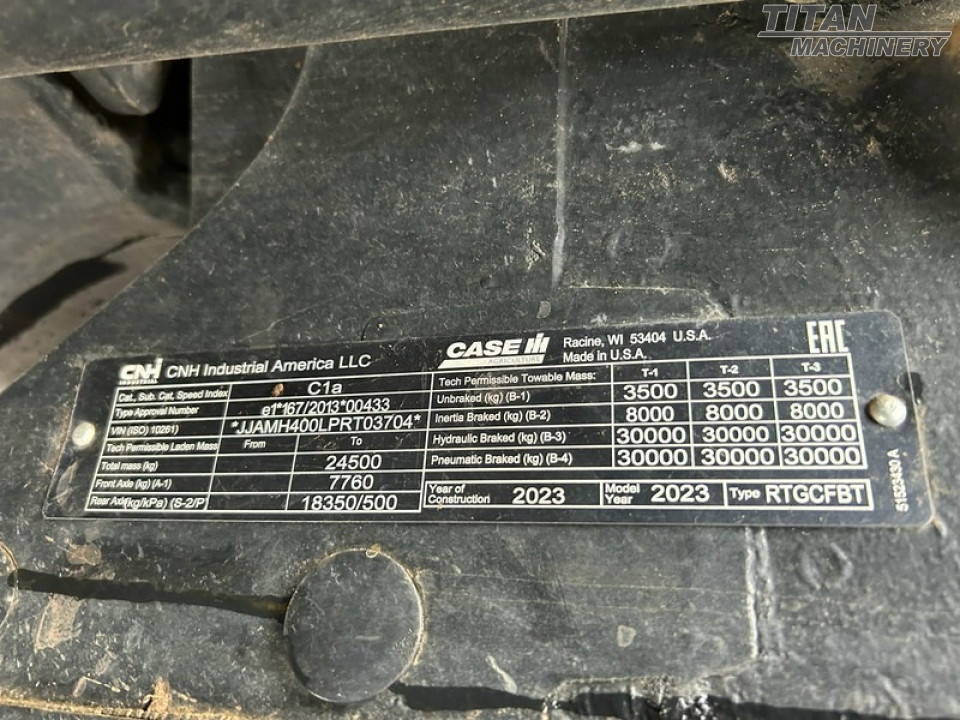 TITAN
MACHINERY
CNH INDUSTRIAL CNH Industrial America LLC
CASE IH AGRICULTURE
Racine, WI 53404 U.S.A.
Made in U.S.A.
EAC
Cat., Sub. Cat, Speed Index C1a
Type Approval Number e1*167/2013*00433
VIN (ISO 10261) *JJAMH400LPRT03704*
Tech Permissible Laden Mass From To
Total mass (kg) 24500
Front Axle (kg) (A-1) 7760
Rear Axle(kg/kPa) (S-2/P) 18350/500
Tech Permissible Towable Mass: T-1 T-2 T-3
Unbraked (kg) (B-1) 3500 3500 3500
Inertia Braked (kg) (B-2) 8000 8000 8000
Hydraulic Braked (kg) (B-3) 30000 30000 30000
Pneumatic Braked (kg) (B-4) 30000 30000 30000
Year of Construction 2023 Model Year 2023 Type RTGCFBT
51523430 A